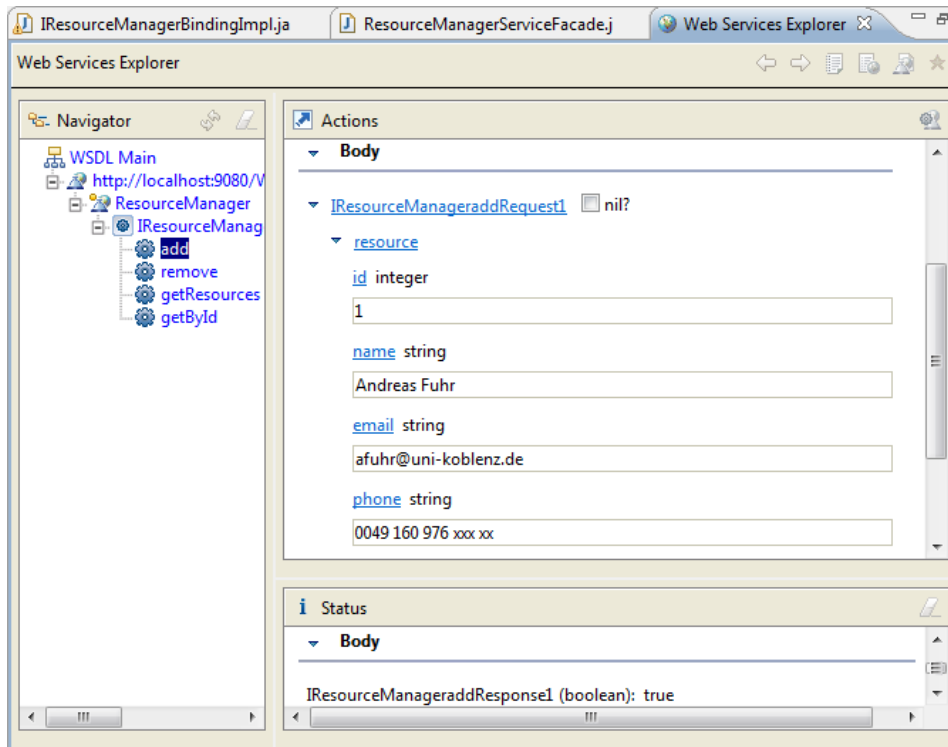 IResourceManagerBindingImpl.ja
ResourceManagerServiceFacade.j
Web Services Explorer
Web Services Explorer
Navigator
WSDL Main
http://localhost:9080/W
ResourceManager
IResourceManag
add
remove
getResources
getById
Actions
Body
IResourceManageraddRequest1 nil?
resource
id integer
1
name string
Andreas Fuhr
email string
afuhr@uni-koblenz.de
phone string
0049 160 976 xxx xx
Status
Body
IResourceManageraddResponse1 (boolean): true